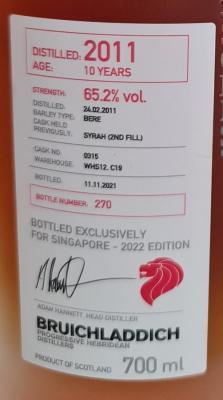 DISTILLED: 2011
AGE: 10 YEARS
STRENGTH: 65.2% vol.
DISTILLED: 24.02.2011
BARLEY TYPE: BERE
CASK HELD
PREVIOUSLY: SYRAH (2ND FILL)
CASK NO. 0315
WAREHOUSE: WHS12. C19
BOTTLED: 11.11.2021
BOTTLE NUMBER: 270
BOTTLED EXCLUSIVELY
FOR SINGAPORE - 2022 EDITION
ADAM HANNETT, HEAD DISTILLER
BRUICHLADDICH
PROGRESSIVE HEBRIDEAN
DISTILLERS
PRODUCT OF SCOTLAND 700 ml